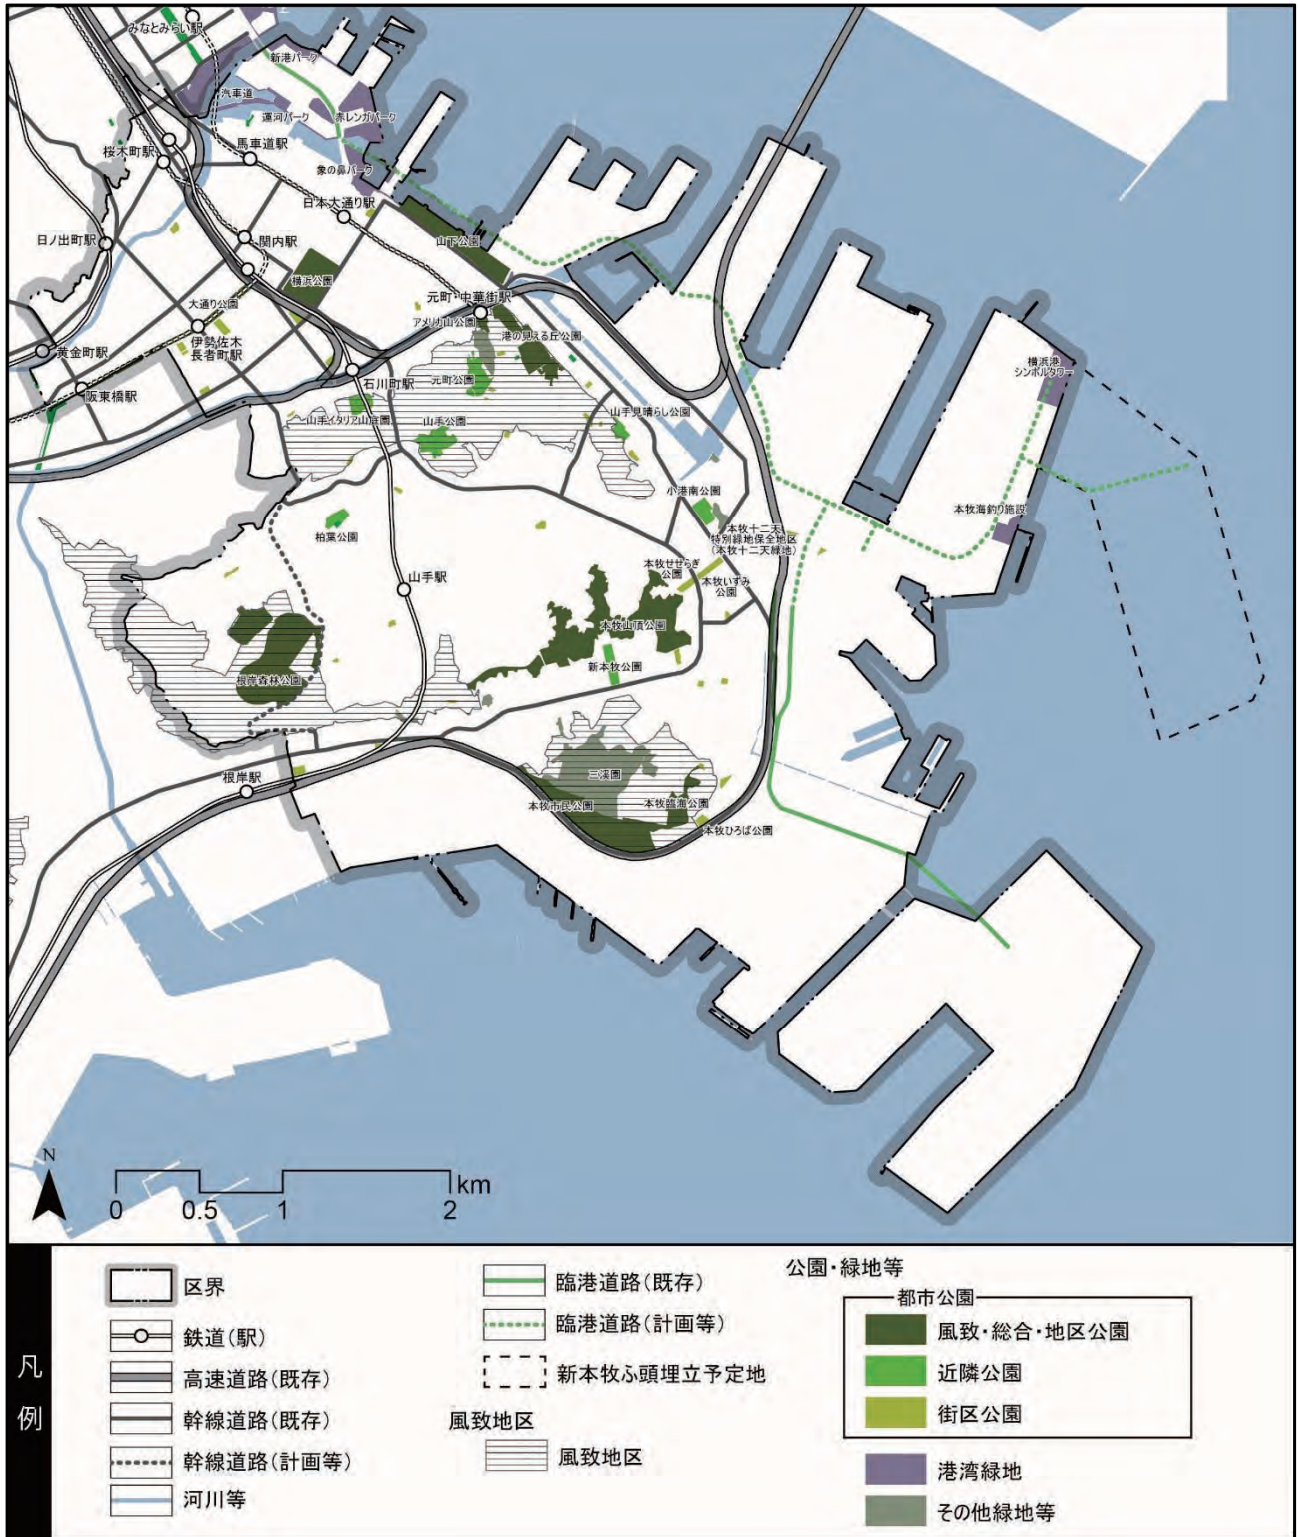 みなとみらい駅
新港パーク
汽車道
運河パーク
赤レンガパーク
馬車道駅
桜木町駅
象の鼻パーク
日本大通り駅
日ノ出町駅
関内駅
山下公園
横浜公園
大通り公園
元町・中華街駅
アメリカ山公園
港の見える丘公園
伊勢佐木
長者町駅
黄金町駅
石川町駅
元町公園
阪東橋駅
横浜港
シンボルタワー
山手イタリア山庭園
山手公園
山手見晴らし公園
小港南公園
本牧海釣り施設
柏葉公園
本牧十二天
特別緑地保全地区
(本牧十二天緑地)
本牧せせらぎ
公園
本牧いずみ
公園
山手駅
本牧山頂公園
新本牧公園
根岸森林公園
三溪園
根岸駅
本牧市民公園
本牧臨海公園
本牧ひろば公園
N
km
0
0.5
1
2
凡
例
区界
鉄道(駅)
高速道路(既存)
幹線道路(既存)
幹線道路(計画等)
河川等
臨港道路(既存)
臨港道路(計画等)
新本牧ふ頭埋立予定地
風致地区
風致地区
公園・緑地等
都市公園
風致・総合・地区公園
近隣公園
街区公園
港湾緑地
その他緑地等